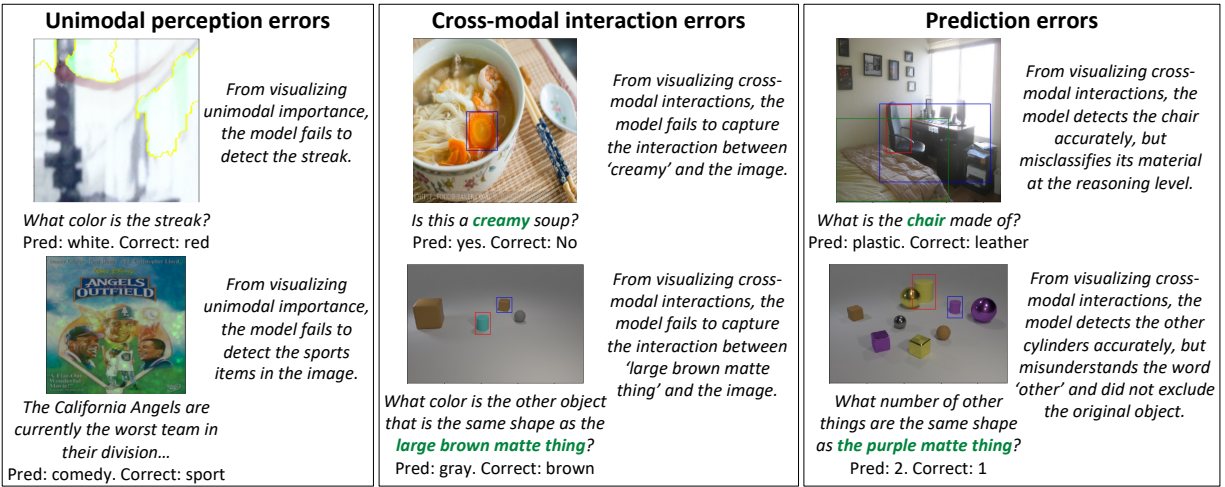 Unimodal perception errors
From visualizing
unimodal importance,
the model fails to
detect the streak.
What color is the streak?
Pred: white. Correct: red
ANGELS
OUTFIELD
From visualizing
unimodal importance,
the model fails to
detect the sports
items in the image.
The California Angels are
currently the worst team in
their division…
Pred: comedy. Correct: sport
Cross-modal interaction errors
From visualizing cross-
modal interactions, the
model fails to capture
the interaction between
‘creamy’ and the image.
Is this a creamy soup?
Pred: yes. Correct: No
From visualizing cross-
modal interactions, the
model fails to capture
the interaction between
‘large brown matte
thing’ and the image.
What color is the other object
that is the same shape as the
large brown matte thing?
Pred: gray. Correct: brown
Prediction errors
From visualizing cross-
modal interactions, the
model detects the chair
accurately, but
misclassifies its material
at the reasoning level.
What is the chair made of?
Pred: plastic. Correct: leather
From visualizing cross-
modal interactions, the
model detects the other
cylinders accurately, but
misunderstands the word
‘other’ and did not exclude
the original object.
What number of other
things are the same shape
as the purple matte thing?
Pred: 2. Correct: 1